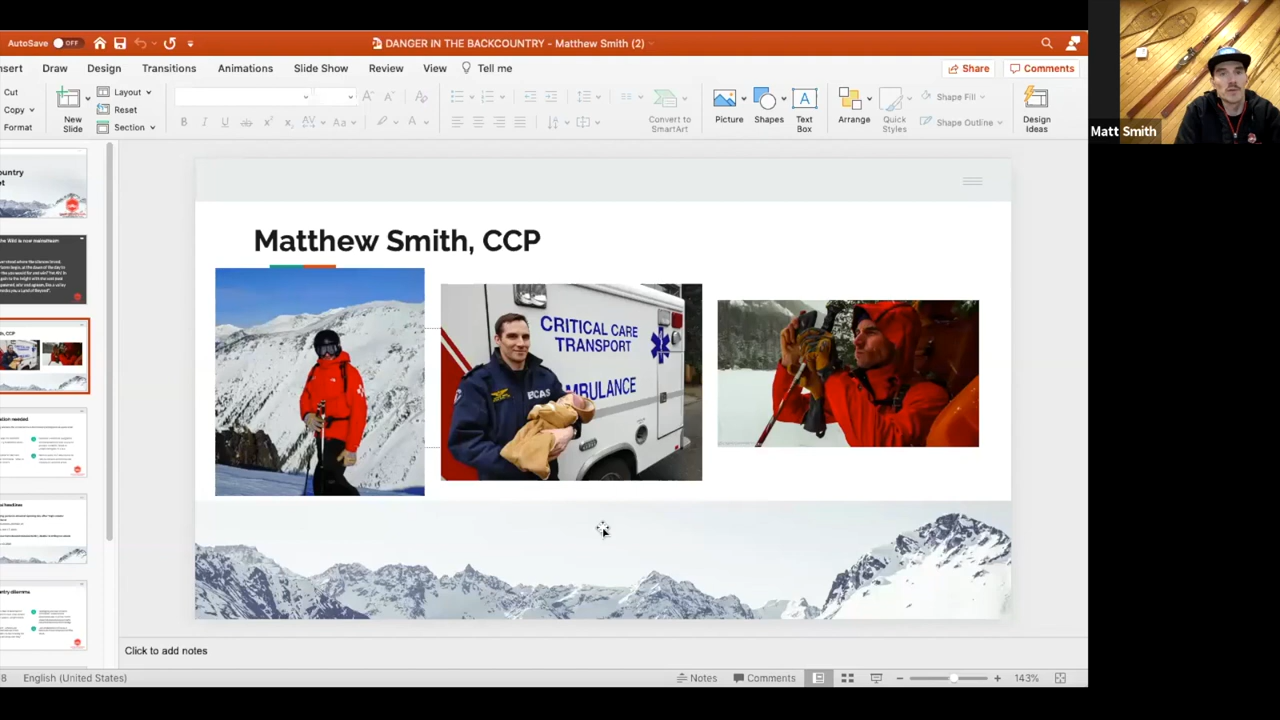 AutoSave OFF
DANGER IN THE BACKCOUNTRY - Matthew Smith (2)
nsert Draw Design Transitions Animations Slide Show Review View Tell me
Share Comments
Cut
Copy
Format
New Slide
Layout
Reset
Section
Convert to SmartArt
Picture
Shapes
Text Box
Arrange
Quick Styles
Shape Fill
Shape Outline
Design Ideas
Matt Smith
Matthew Smith, CCP
CRITICAL CARE
TRANSPORT
MBULANCE
BCAS
Click to add notes
8 English (United States)
Notes Comments 143%